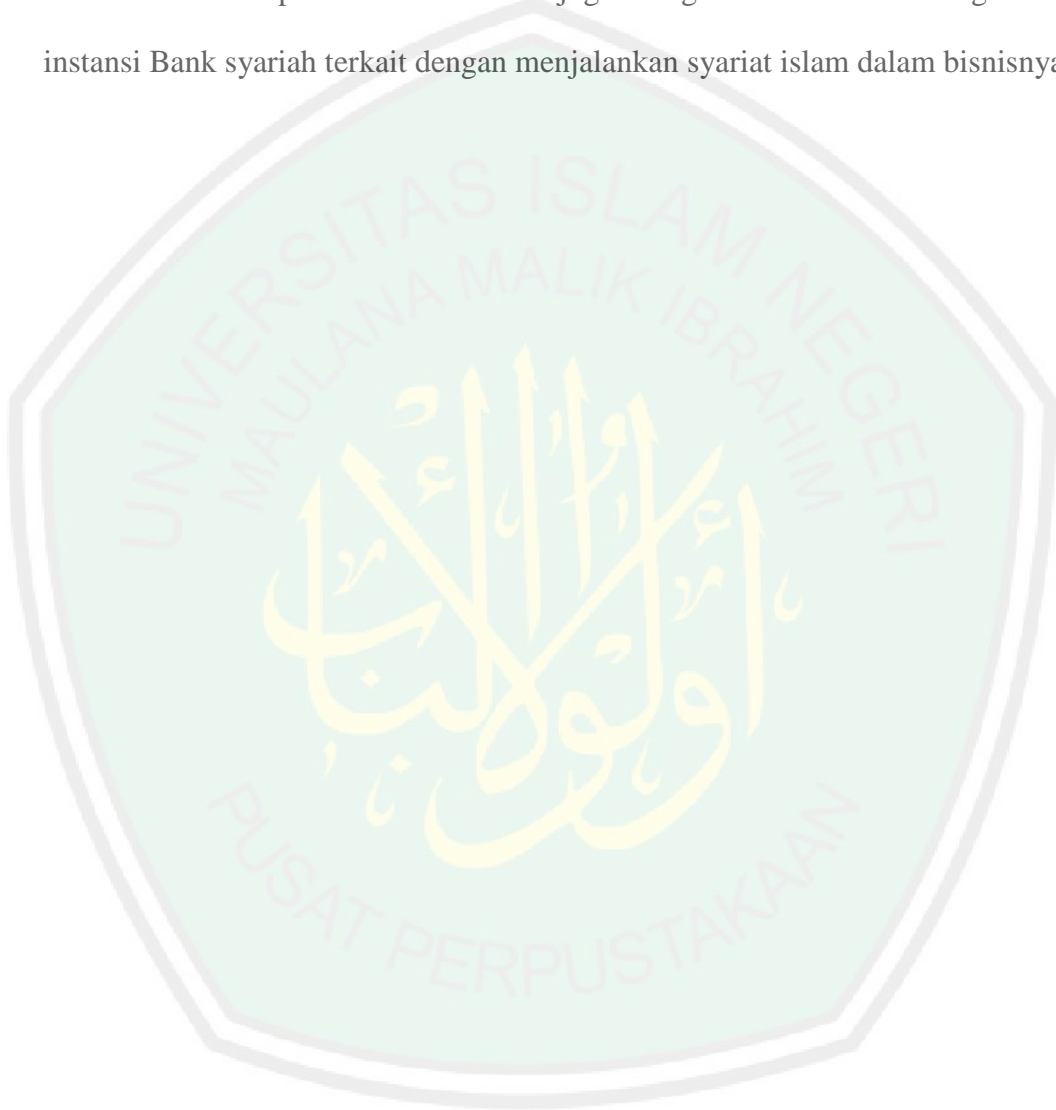 instansi Bank syariah terkait dengan menjalankan syariat islam dalam bisnisnya
UNIVERSITAS ISLAM NEGERI
MAULANA MALIK IBRAHIM
أولوا الألباب
PUSAT PERPUSTAKAAN